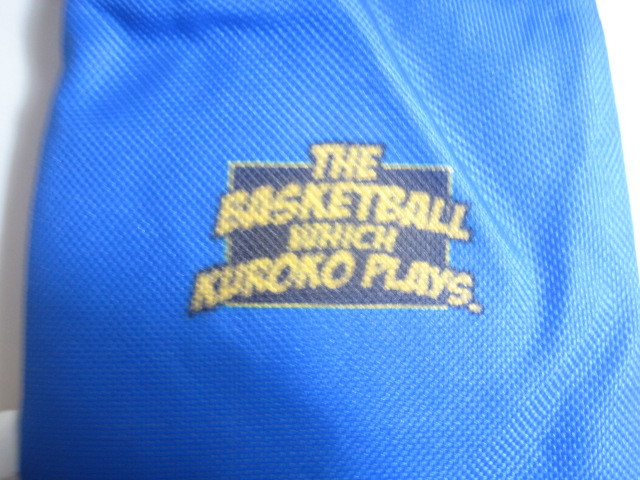 THE
BASKETBALL
WHICH
KUROKO PLAYS.